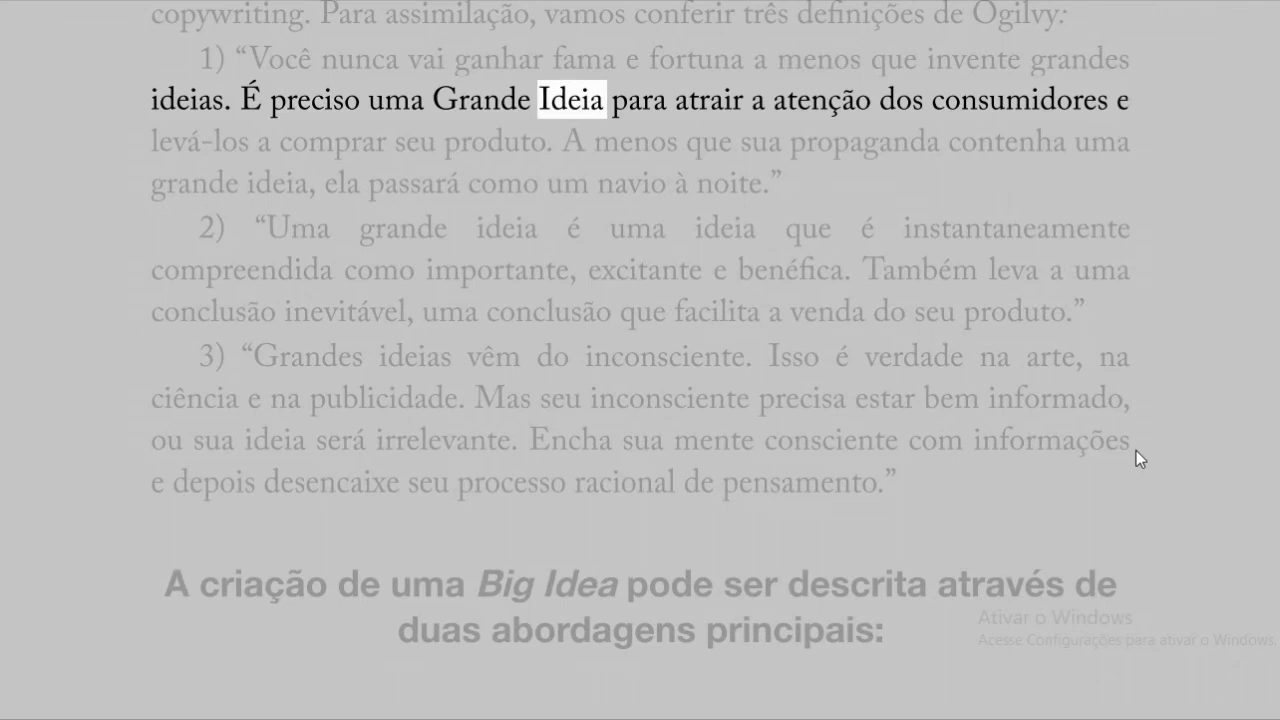 copywriting. Para assimilação, vamos conferir três definições de Ogilvy:
1) “Você nunca vai ganhar fama e fortuna a menos que invente grandes
ideias. É preciso uma Grande Ideia para atrair a atenção dos consumidores e
levá-los a comprar seu produto. A menos que sua propaganda contenha uma
grande ideia, ela passará como um navio à noite.”
2) “Uma grande ideia é uma ideia que é instantaneamente
compreendida como importante, excitante e benéfica. Também leva a uma
conclusão inevitável, uma conclusão que facilita a venda do seu produto.”
3) “Grandes ideias vêm do inconsciente. Isso é verdade na arte, na
ciência e na publicidade. Mas seu inconsciente precisa estar bem informado,
ou sua ideia será irrelevante. Encha sua mente consciente com informações
e depois desencaixe seu processo racional de pensamento.”
A criação de uma Big Idea pode ser descrita através de
duas abordagens principais:
Ativar o Windows
Acesse Configurações para ativar o Windows.